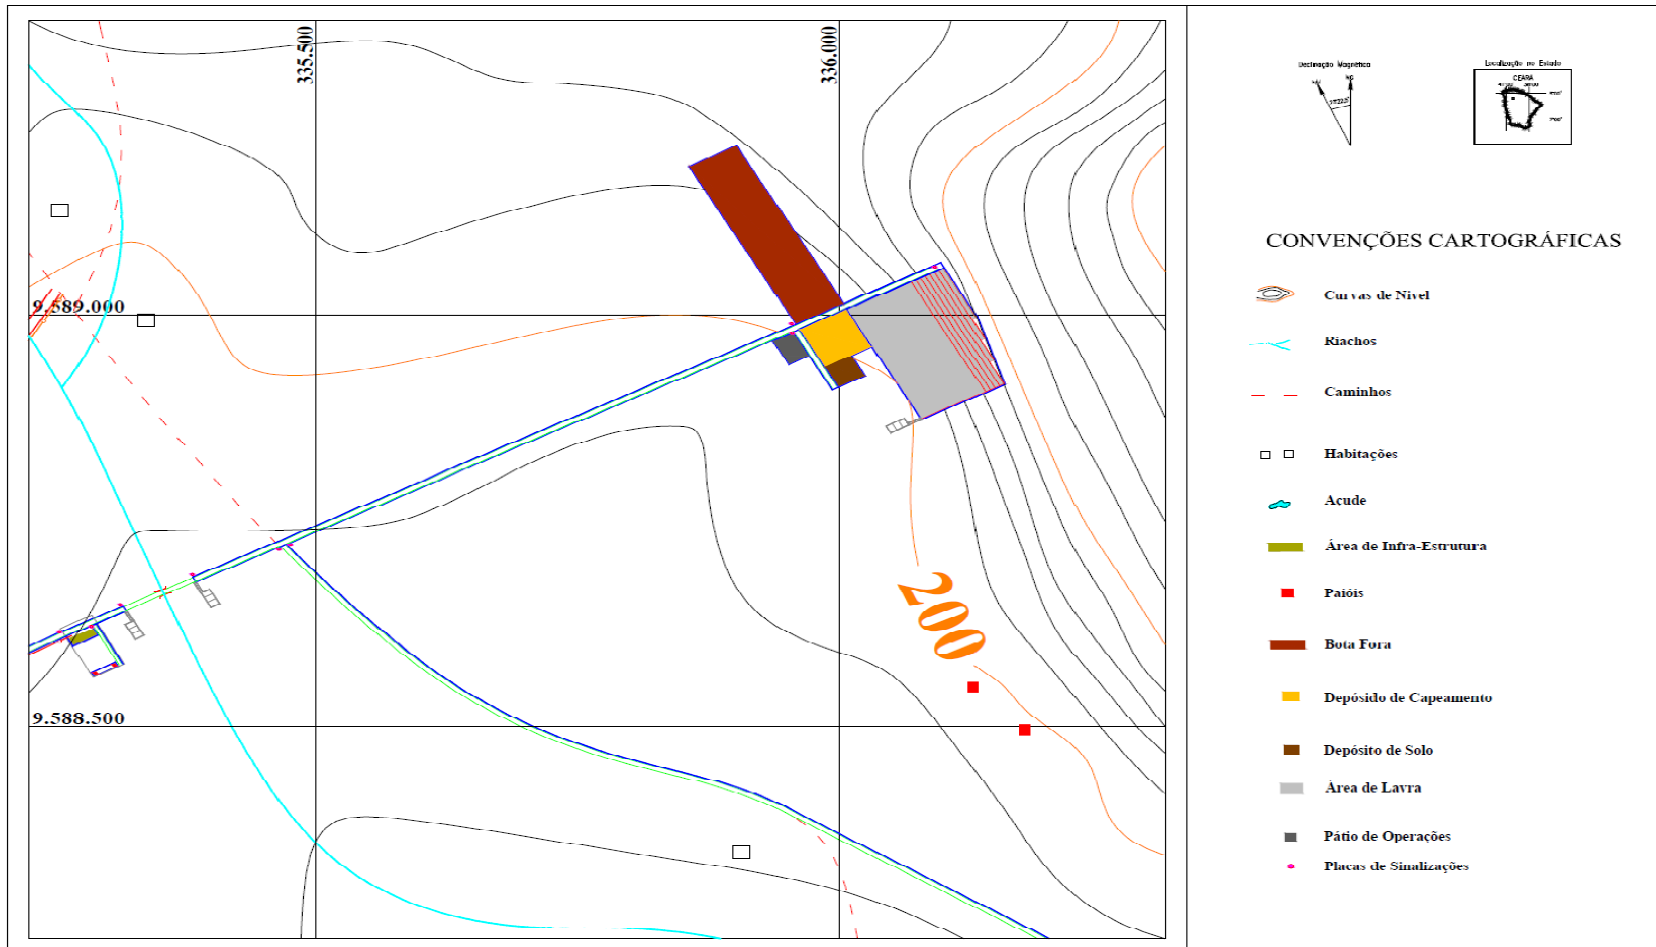 335.500
336.000
9.589.000
9.588.500
200
Declinação Magnética
Localização no Estado
CEARÁ
CONVENÇÕES CARTOGRÁFICAS
Curvas de Nível
Riachos
Caminhos
Habitações
Açude
Área de Infra-Estrutura
Paióis
Bota Fora
Depósido de Capeamento
Depósito de Solo
Área de Lavra
Pátio de Operações
Placas de Sinalizações